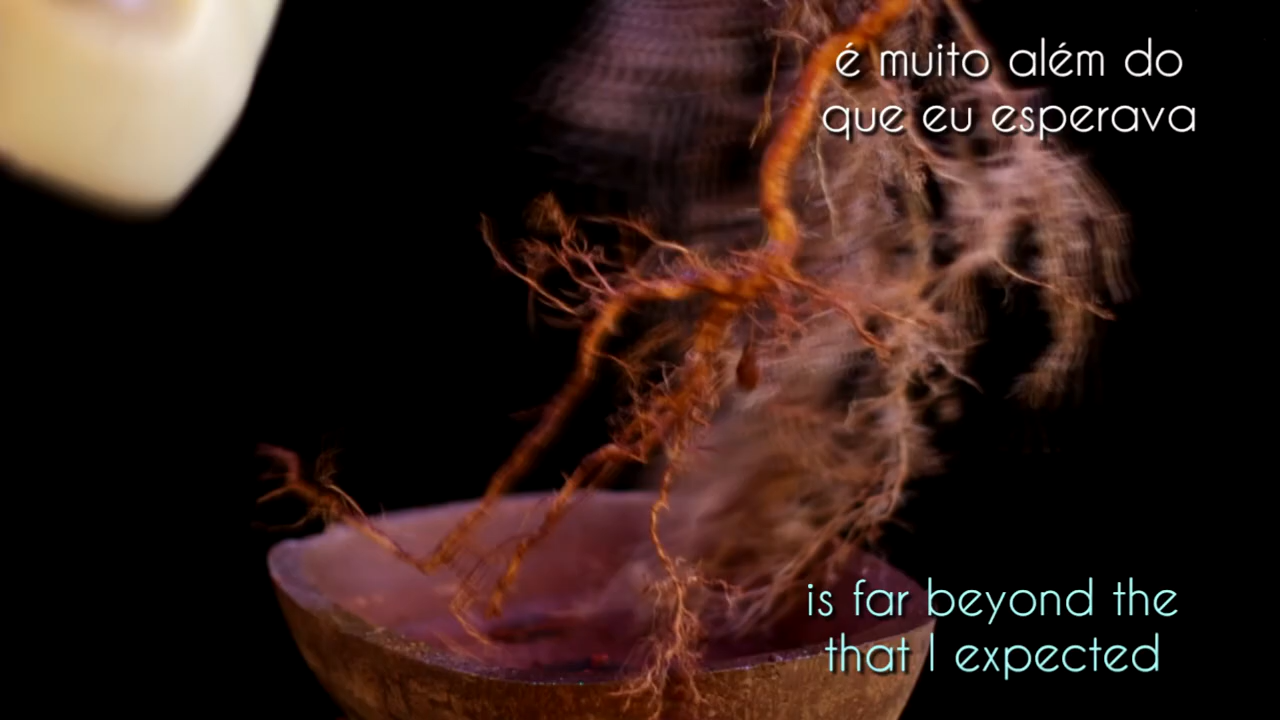 é muito além do
que eu esperava
is far beyond the
that I expected